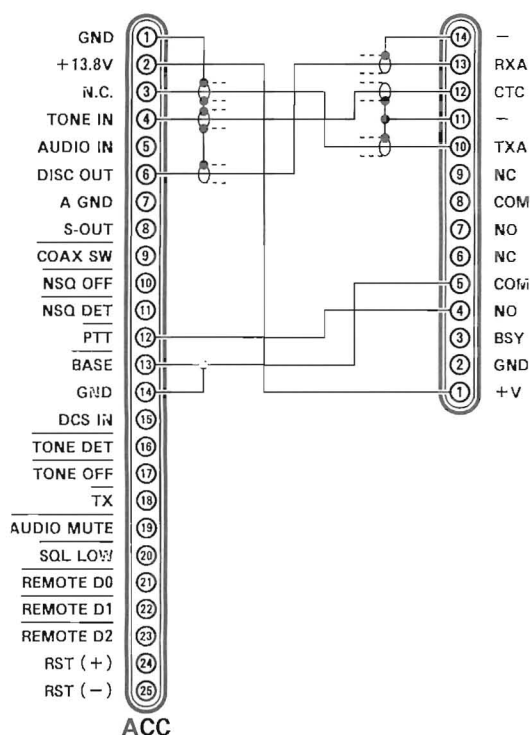 GND 1
+13.8V 2
N.C. 3
TONE IN 4
AUDIO IN 5
DISC OUT 6
A GND 7
S-OUT 8
COAX SW 9
NSQ OFF 10
NSQ DET 11
PTT 12
BASE 13
GND 14
DCS IN 15
TONE DET 16
TONE OFF 17
TX 18
AUDIO MUTE 19
SQL LOW 20
REMOTE D0 21
REMOTE D1 22
REMOTE D2 23
RST (+) 24
RST (−) 25
ACC
14 −
13 RXA
12 CTC
11 −
10 TXA
9 NC
8 COM
7 NO
6 NC
5 COM
4 NO
3 BSY
2 GND
1 +V